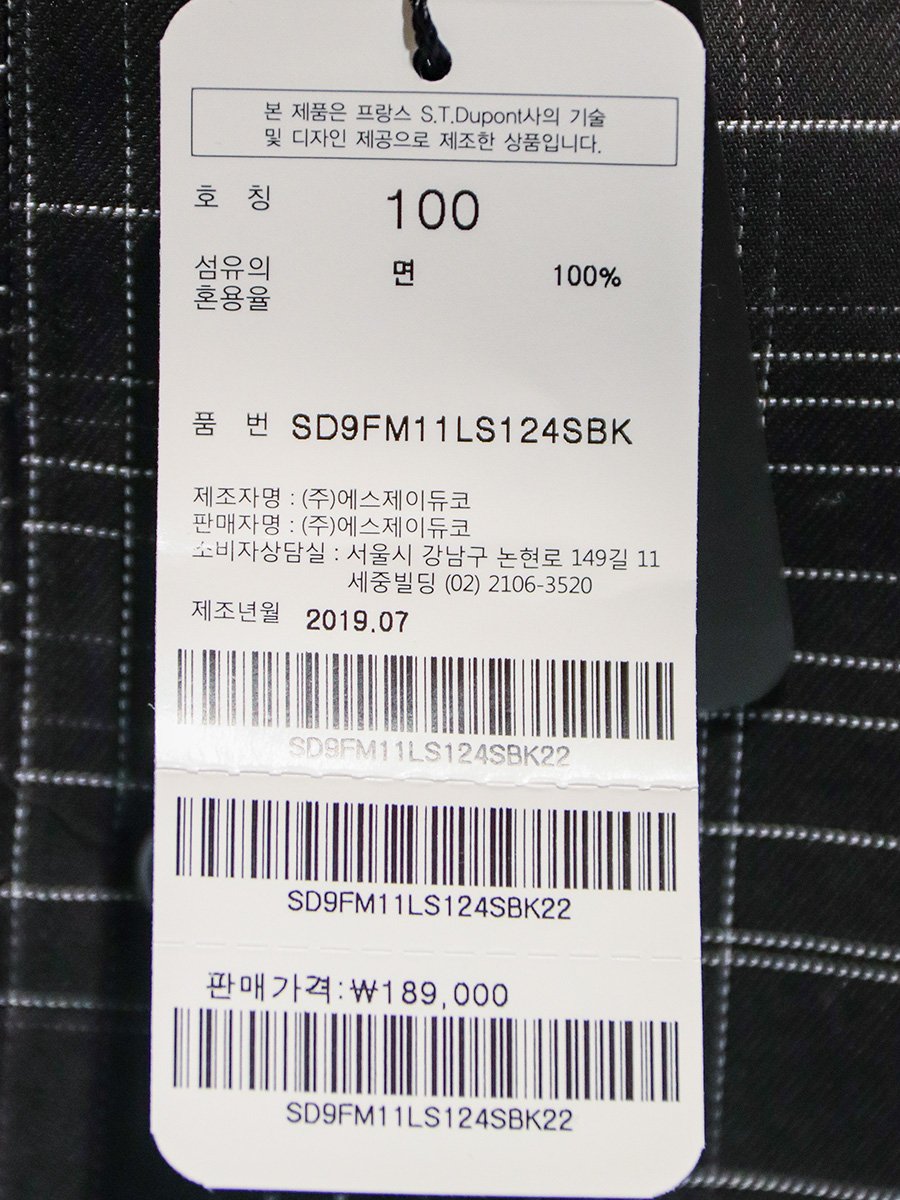 본 제품은 프랑스 S.T.Dupont사의 기술
및 디자인 제공으로 제조한 상품입니다.
호 칭 100
섬유의 면 100%
혼용율
품 번 SD9FM11LS124SBK
제조자명 : (주)에스제이듀코
판매자명 : (주)에스제이듀코
소비자상담실 : 서울시 강남구 논현로 149길 11
세중빌딩 (02) 2106-3520
제조년월 2019.07
SD9FM11LS124SBK22
SD9FM11LS124SBK22
판매가격:₩189,000
SD9FM11LS124SBK22